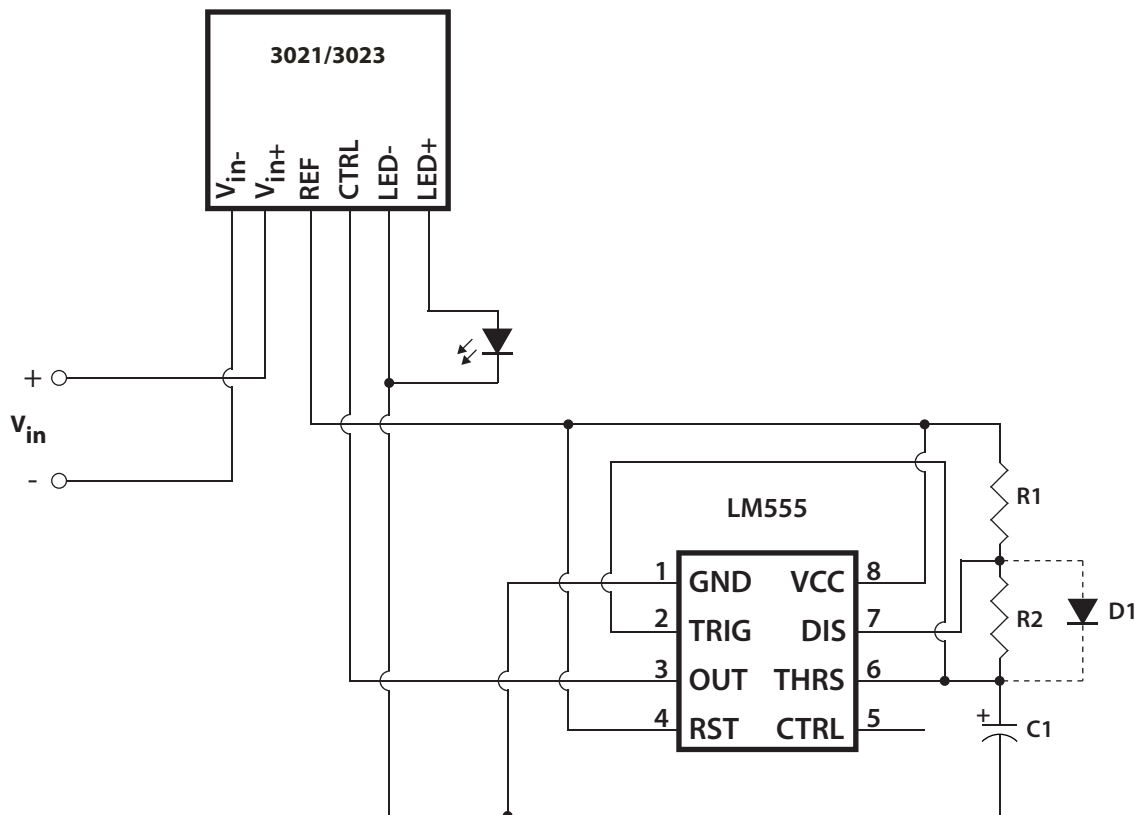 3021/3023
Vin-
Vin+
REF
CTRL
LED-
LED+
+
Vin
-
R1
LM555
1 GND VCC 8
2 TRIG DIS 7
R2
D1
3 OUT THRS 6
4 RST CTRL 5
+
C1